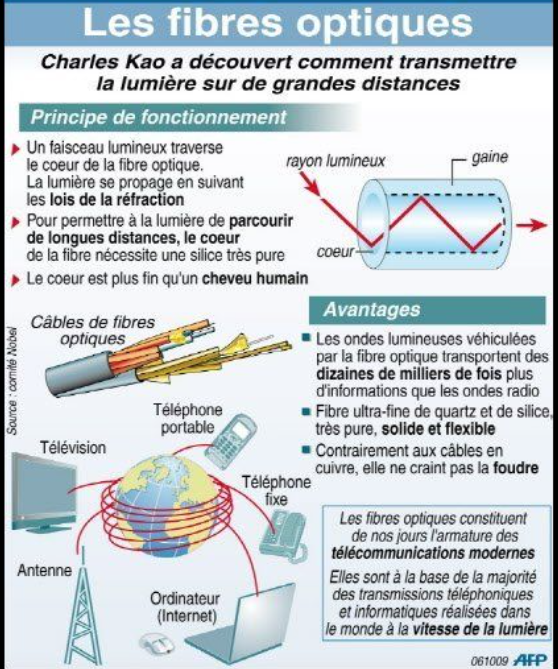 Les fibres optiques
Charles Kao a découvert comment transmettre
la lumière sur de grandes distances
Principe de fonctionnement
Un faisceau lumineux traverse
le coeur de la fibre optique.
La lumière se propage en suivant
les lois de la réfraction
Pour permettre à la lumière de parcourir
de longues distances, le coeur
de la fibre nécessite une silice très pure
Le coeur est plus fin qu'un cheveu humain
rayon lumineux
gaine
coeur
Câbles de fibres
optiques
Source : comité Nobel
Avantages
Les ondes lumineuses véhiculées
par la fibre optique transportent des
dizaines de milliers de fois plus
d'informations que les ondes radio
Fibre ultra-fine de quartz et de silice,
très pure, solide et flexible
Contrairement aux câbles en
cuivre, elle ne craint pas la foudre
Téléphone
portable
Télévision
Téléphone
fixe
Antenne
Ordinateur
(Internet)
Les fibres optiques constituent
de nos jours l'armature des
télécommunications modernes
Elles sont à la base de la majorité
des transmissions téléphoniques
et informatiques réalisées dans
le monde à la vitesse de la lumière
061009 AFP